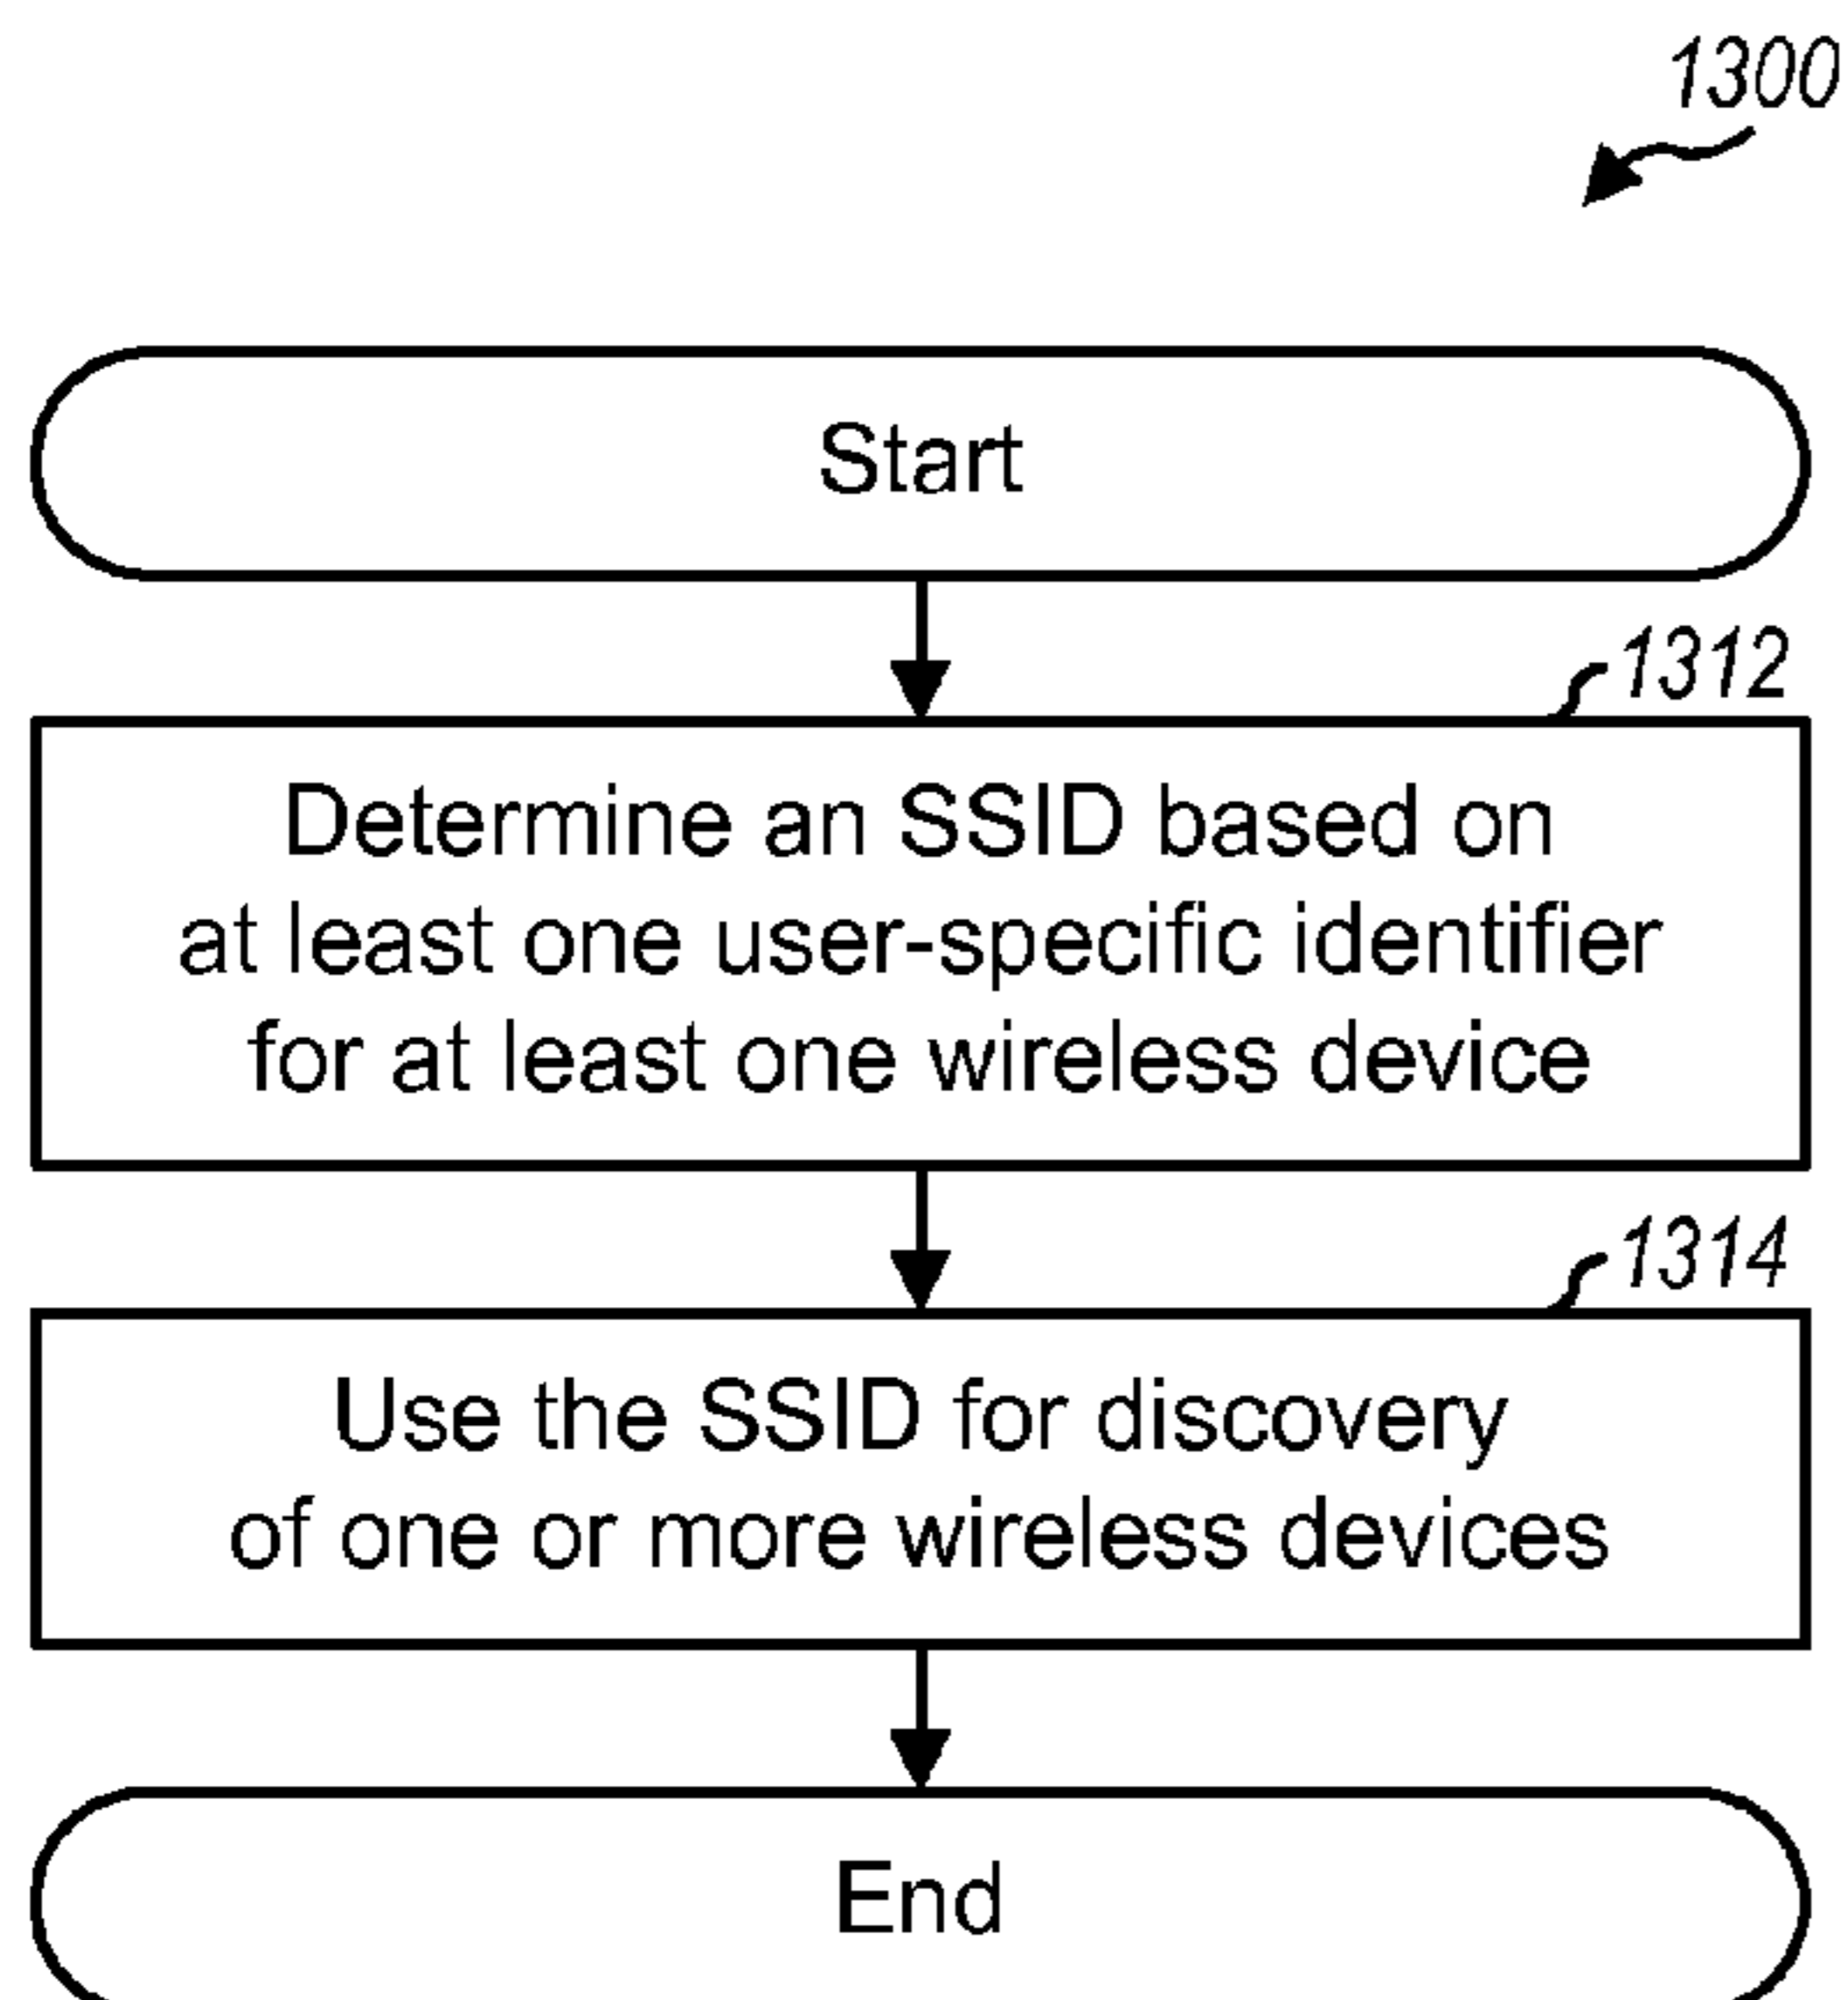 1300
Start
1312
Determine an SSID based on
at least one user-specific identifier
for at least one wireless device
1314
Use the SSID for discovery
of one or more wireless devices
End